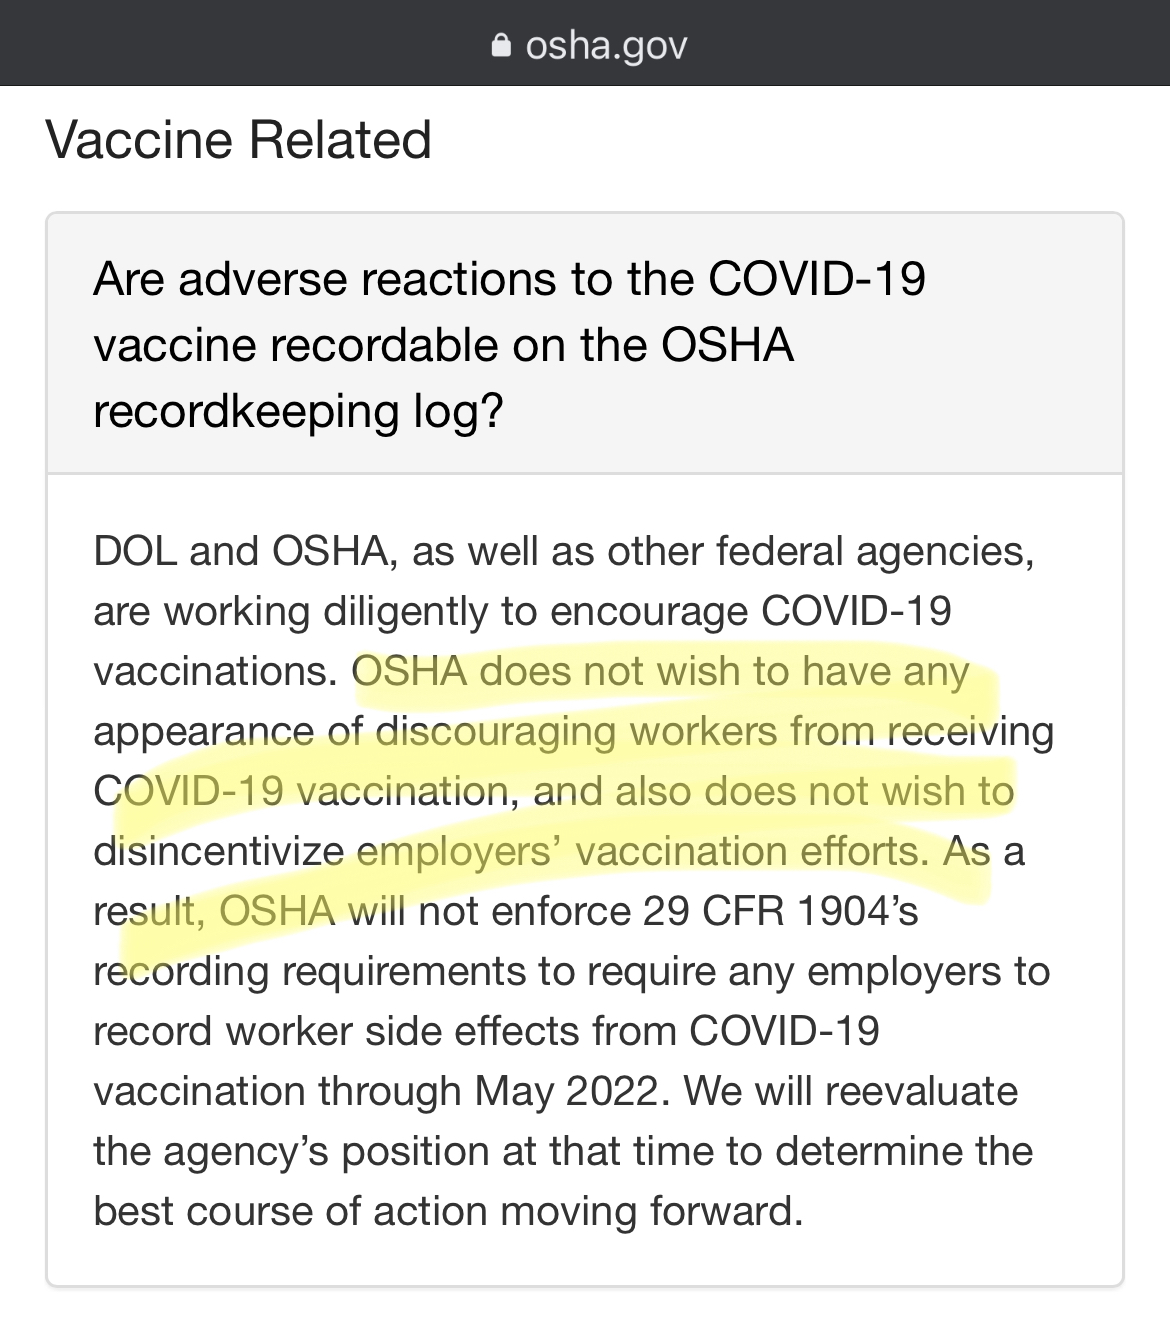 osha.gov
Vaccine Related
Are adverse reactions to the COVID-19
vaccine recordable on the OSHA
recordkeeping log?
DOL and OSHA, as well as other federal agencies,
are working diligently to encourage COVID-19
vaccinations. OSHA does not wish to have any
appearance of discouraging workers from receiving
COVID-19 vaccination, and also does not wish to
disincentivize employers’ vaccination efforts. As a
result, OSHA will not enforce 29 CFR 1904’s
recording requirements to require any employers to
record worker side effects from COVID-19
vaccination through May 2022. We will reevaluate
the agency’s position at that time to determine the
best course of action moving forward.